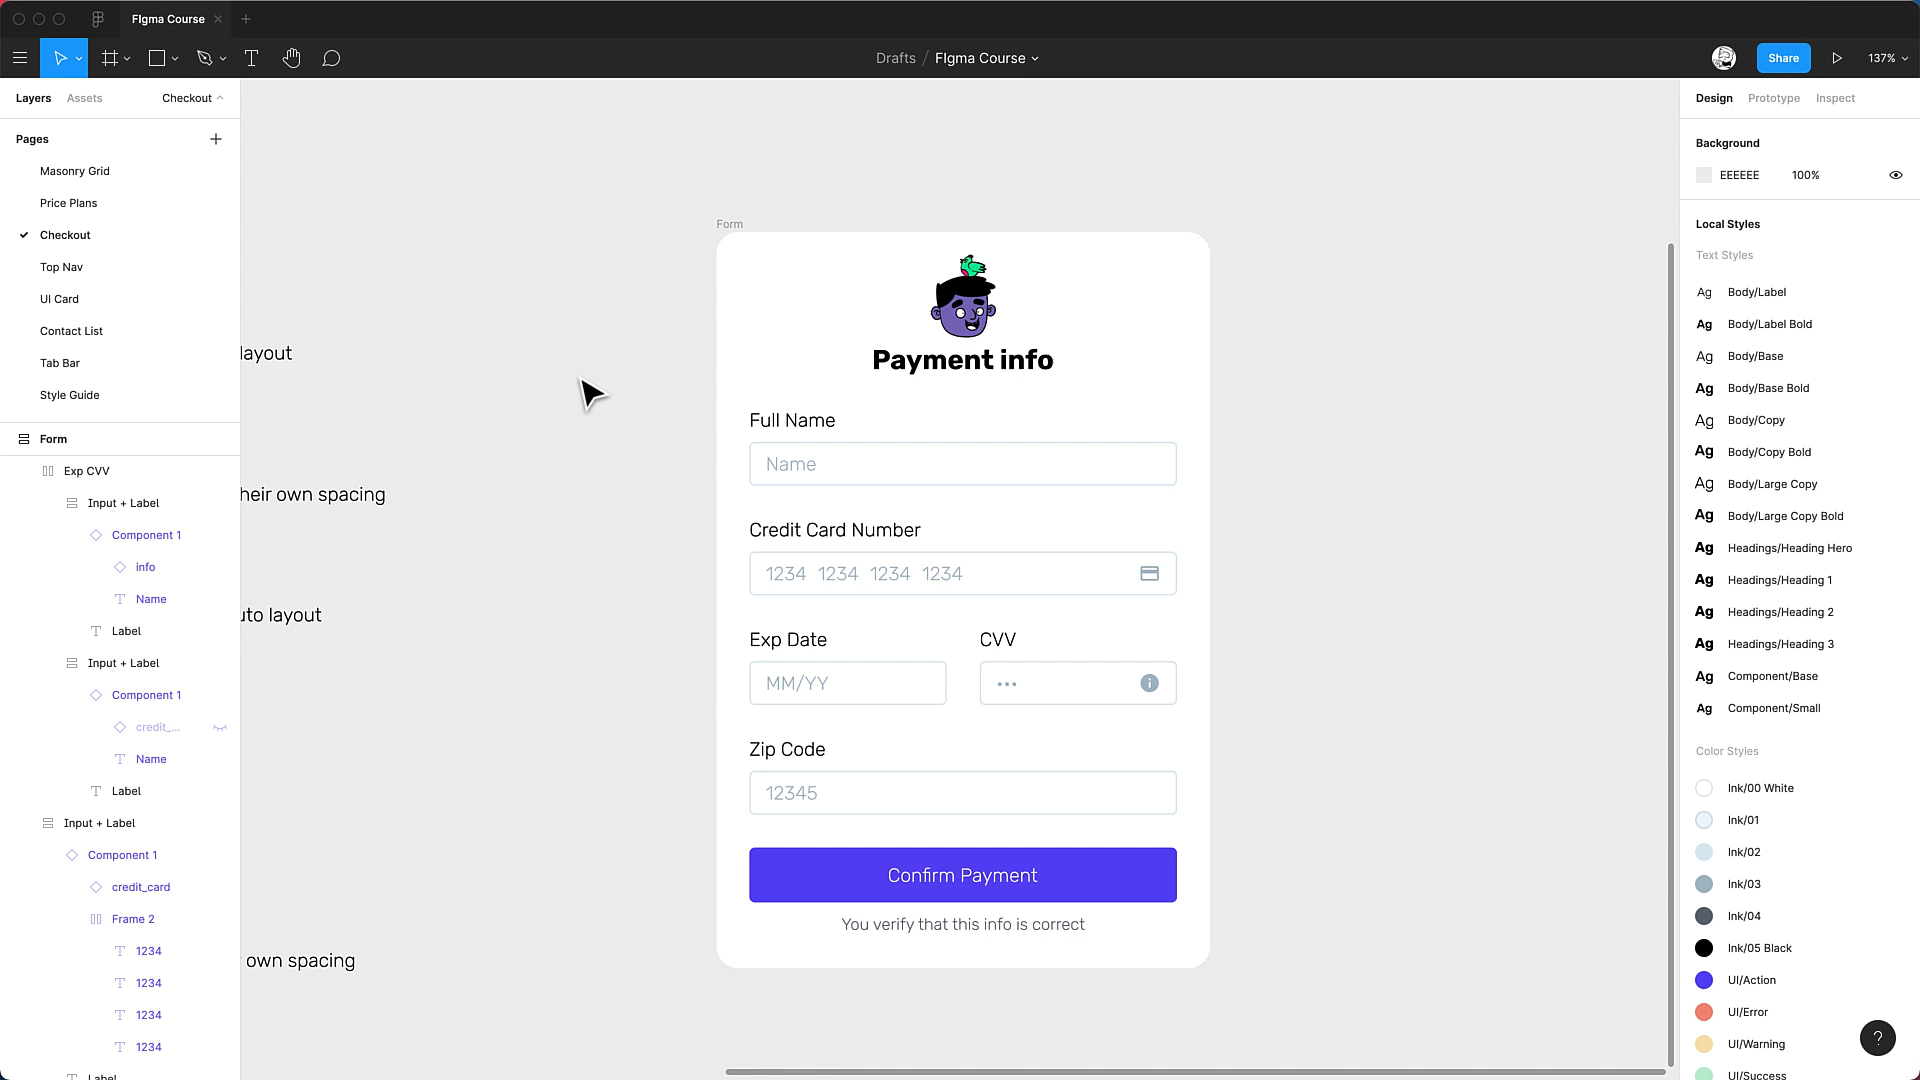 FIgma Course
Drafts / FIgma Course
Share
137%
Layers
Assets
Checkout
Pages
Masonry Grid
Price Plans
Checkout
Top Nav
UI Card
Contact List
Tab Bar
Style Guide
Form
Exp CVV
Input + Label
Component 1
info
Name
Label
Input + Label
Component 1
credit_...
Name
Label
Input + Label
Component 1
credit_card
Frame 2
1234
1234
1234
1234
Label
layout
heir own spacing
uto layout
own spacing
Form
Payment info
Full Name
Name
Credit Card Number
1234 1234 1234 1234
Exp Date
CVV
MM/YY
•••
Zip Code
12345
Confirm Payment
You verify that this info is correct
Design
Prototype
Inspect
Background
EEEEEE
100%
Local Styles
Text Styles
Ag Body/Label
Ag Body/Label Bold
Ag Body/Base
Ag Body/Base Bold
Ag Body/Copy
Ag Body/Copy Bold
Ag Body/Large Copy
Ag Body/Large Copy Bold
Ag Headings/Heading Hero
Ag Headings/Heading 1
Ag Headings/Heading 2
Ag Headings/Heading 3
Ag Component/Base
Ag Component/Small
Color Styles
Ink/00 White
Ink/01
Ink/02
Ink/03
Ink/04
Ink/05 Black
UI/Action
UI/Error
UI/Warning
UI/Success
?